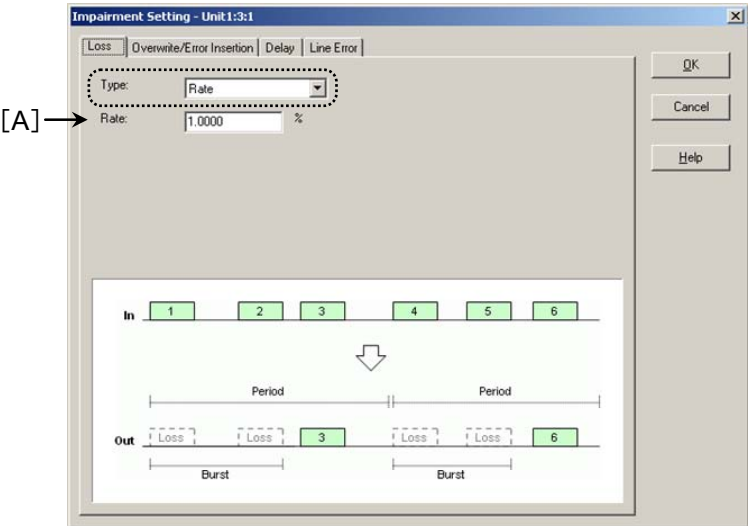 Impairment Setting - Unit1:3:1
Loss Overwrite/Error Insertion Delay Line Error
OK
Cancel
Help
Type: Rate
[A] Rate: 1.0000 %
In 1 2 3 4 5 6
Period Period
Out Loss Loss 3 Loss Loss 6
Burst Burst